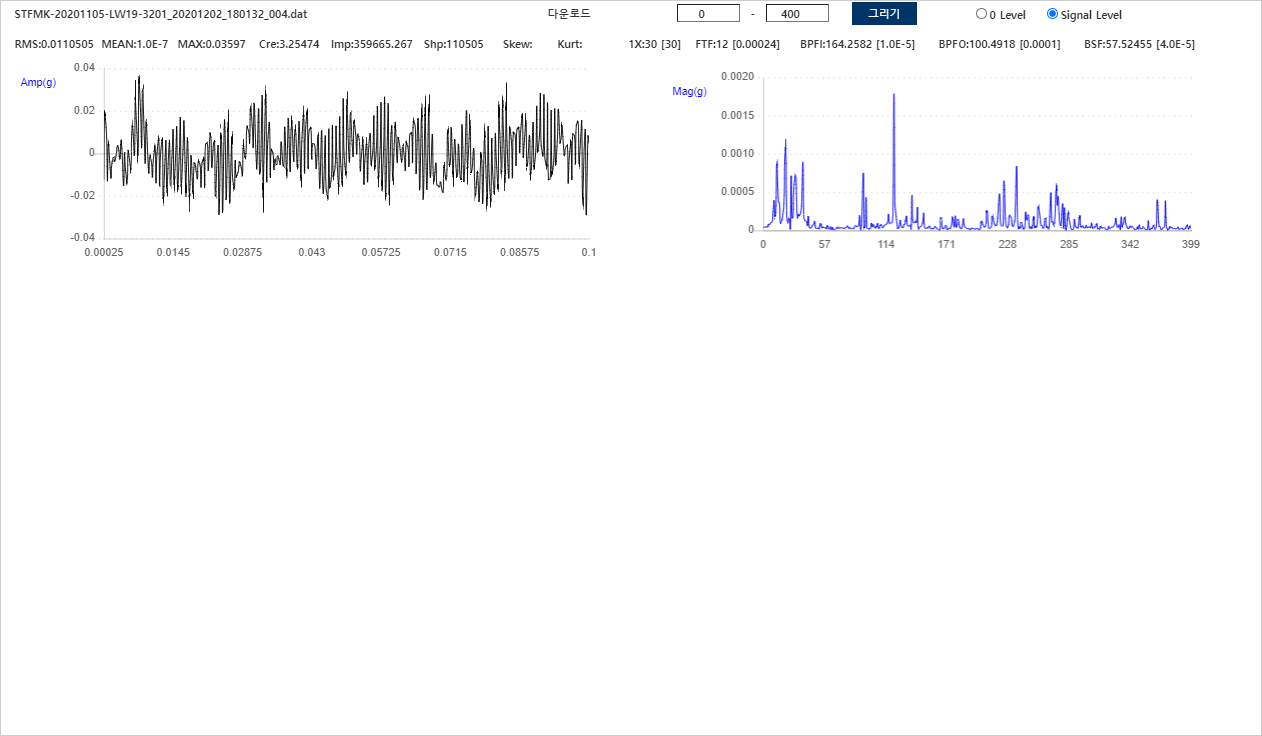 STFMK-20201105-LW19-3201_20201202_180132_004.dat 다운로드 0 - 400 그리기 0 Level Signal Level
RMS:0.0110505 MEAN:1.0E-7 MAX:0.03597 Cre:3.25474 Imp:359665.267 Shp:110505 Skew: Kurt: 1X:30 [30] FTF:12 [0.00024] BPFI:164.2582 [1.0E-5] BPFO:100.4918 [0.0001] BSF:57.52455 [4.0E-5]
Amp(g)
0.04
0.02
0
-0.02
-0.04
0.00025 0.0145 0.02875 0.043 0.05725 0.0715 0.08575 0.1
Mag(g)
0.0020
0.0015
0.0010
0.0005
0
0 57 114 171 228 285 342 399